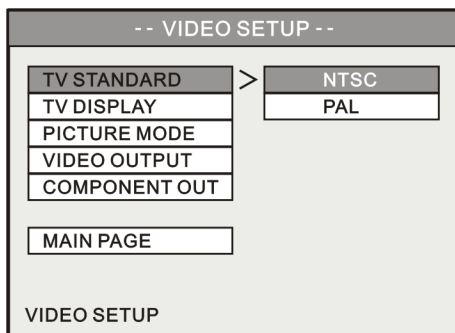 -- VIDEO SETUP --
TV STANDARD > NTSC
TV DISPLAY PAL
PICTURE MODE
VIDEO OUTPUT
COMPONENT OUT
MAIN PAGE
VIDEO SETUP